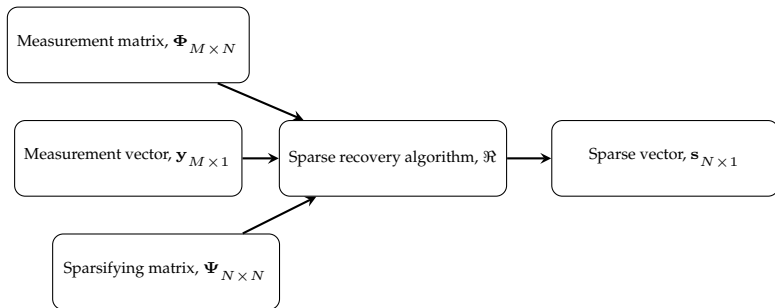 Measurement matrix, Φ_{M×N}
Measurement vector, y_{M×1}
Sparse recovery algorithm, ℜ
Sparse vector, s_{N×1}
Sparsifying matrix, Ψ_{N×N}